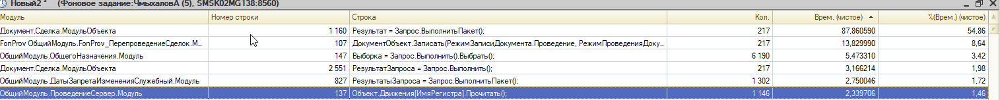 Новый2 * (Фоновое задание:ЧмыхаловА (5), SMSK02MG138:8560)
Модуль Номер строки Строка Кол. Врем. (чистое) %(Врем.) (чистое)
Документ.Сделка.МодульОбъекта 1 160 Результат = Запрос.ВыполнитьПакет(); 217 87,860590 54,86
FonProv ОбщийМодуль.FonProv_ПерепроведениеСделок.М... 107 ДокументОбъект.Записать(РежимЗаписиДокумента.Проведение, РежимПроведенияДоку... 217 13,829990 8,64
ОбщийМодуль.ОбщегоНазначения.Модуль 147 Выборка = Запрос.Выполнить().Выбрать(); 6 190 5,473310 3,42
Документ.Сделка.МодульОбъекта 2 551 РезультатЗапроса = Запрос.Выполнить(); 217 3,166214 1,98
ОбщийМодуль.ДатыЗапретаИзмененияСлужебный.Модуль 827 РезультатыЗапроса = Запрос.ВыполнитьПакет(); 1 302 2,750046 1,72
ОбщийМодуль.ПроведениеСервер.Модуль 137 Объект.Движения[ИмяРегистра].Прочитать(); 1 146 2,339706 1,46